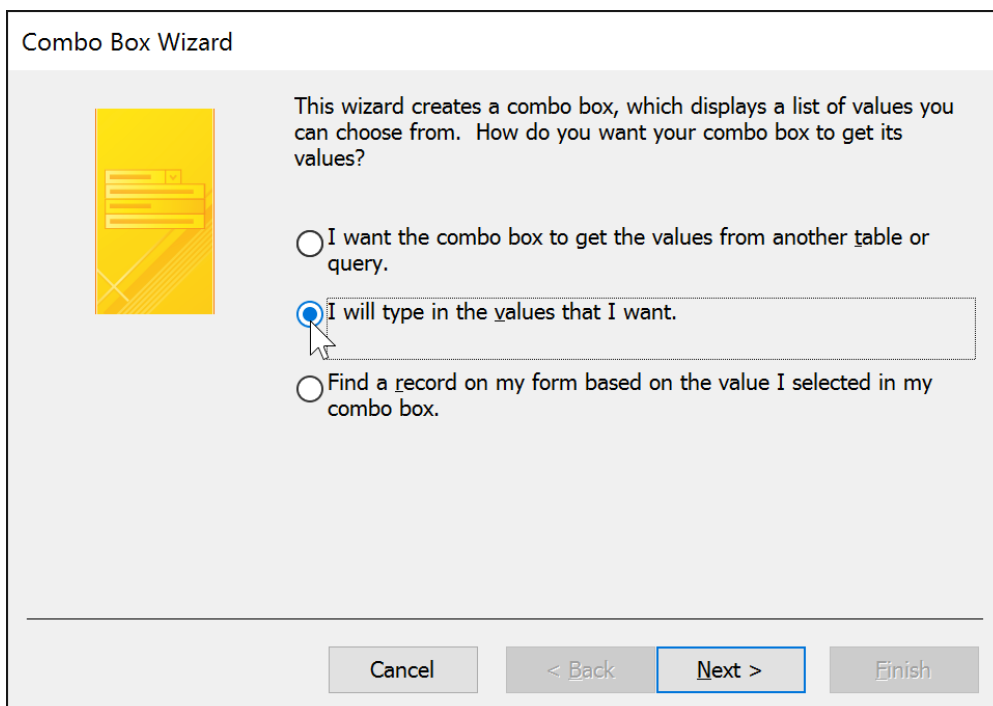 Combo Box Wizard
This wizard creates a combo box, which displays a list of values you
can choose from.  How do you want your combo box to get its
values?
I want the combo box to get the values from another table or
query.
I will type in the values that I want.
Find a record on my form based on the value I selected in my
combo box.
Cancel
< Back
Next >
Finish